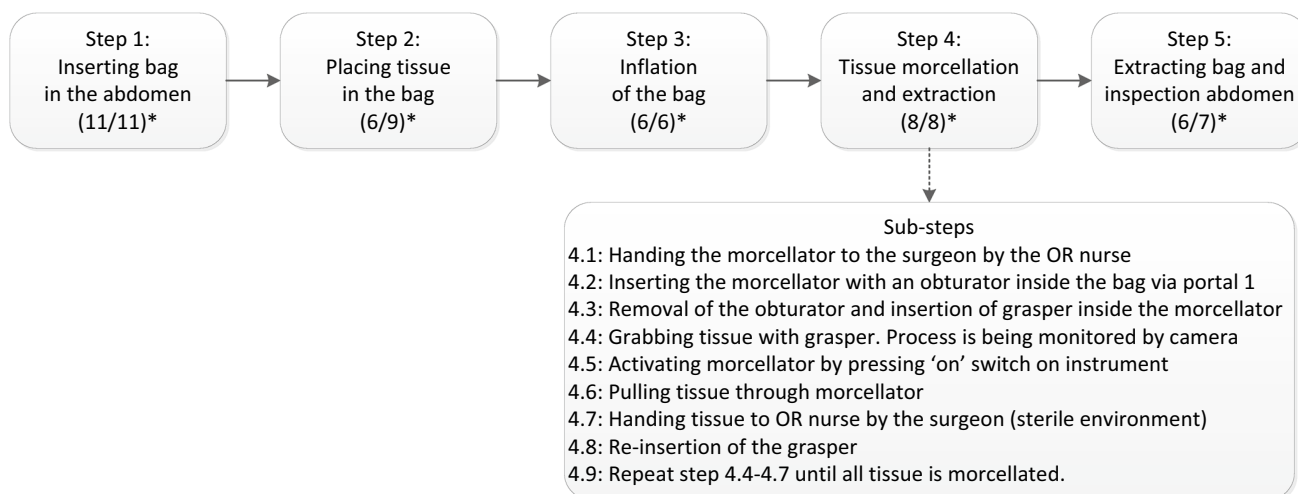 Step 1:
Inserting bag
in the abdomen
(11/11)*
Step 2:
Placing tissue
in the bag
(6/9)*
Step 3:
Inflation
of the bag
(6/6)*
Step 4:
Tissue morcellation
and extraction
(8/8)*
Step 5:
Extracting bag and
inspection abdomen
(6/7)*
Sub-steps
4.1: Handing the morcellator to the surgeon by the OR nurse
4.2: Inserting the morcellator with an obturator inside the bag via portal 1
4.3: Removal of the obturator and insertion of grasper inside the morcellator
4.4: Grabbing tissue with grasper. Process is being monitored by camera
4.5: Activating morcellator by pressing ‘on’ switch on instrument
4.6: Pulling tissue through morcellator
4.7: Handing tissue to OR nurse by the surgeon (sterile environment)
4.8: Re-insertion of the grasper
4.9: Repeat step 4.4-4.7 until all tissue is morcellated.